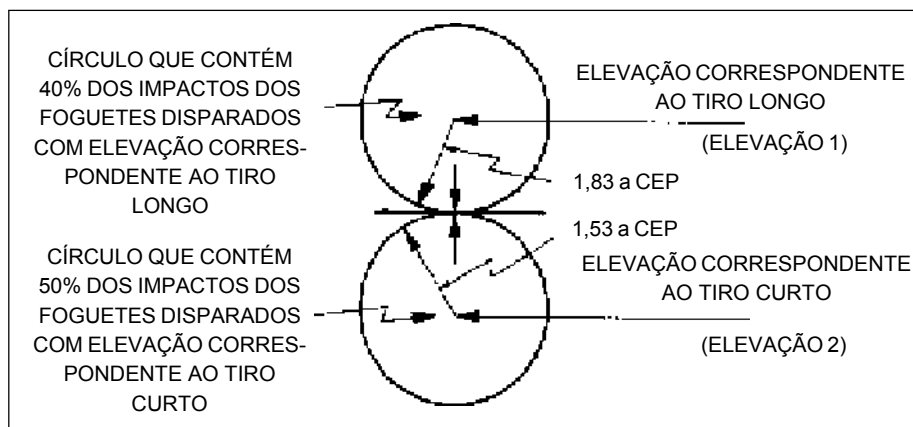 CÍRCULO QUE CONTÉM
40% DOS IMPACTOS DOS
FOGUETES DISPARADOS
COM ELEVAÇÃO CORRES-
PONDENTE AO TIRO
LONGO
ELEVAÇÃO CORRESPONDENTE
AO TIRO LONGO
(ELEVAÇÃO 1)
1,83 a CEP
1,53 a CEP
CÍRCULO QUE CONTÉM
50% DOS IMPACTOS DOS
FOGUETES DISPARADOS
COM ELEVAÇÃO CORRES-
PONDENTE AO TIRO
CURTO
ELEVAÇÃO CORRESPONDENTE
AO TIRO CURTO
(ELEVAÇÃO 2)